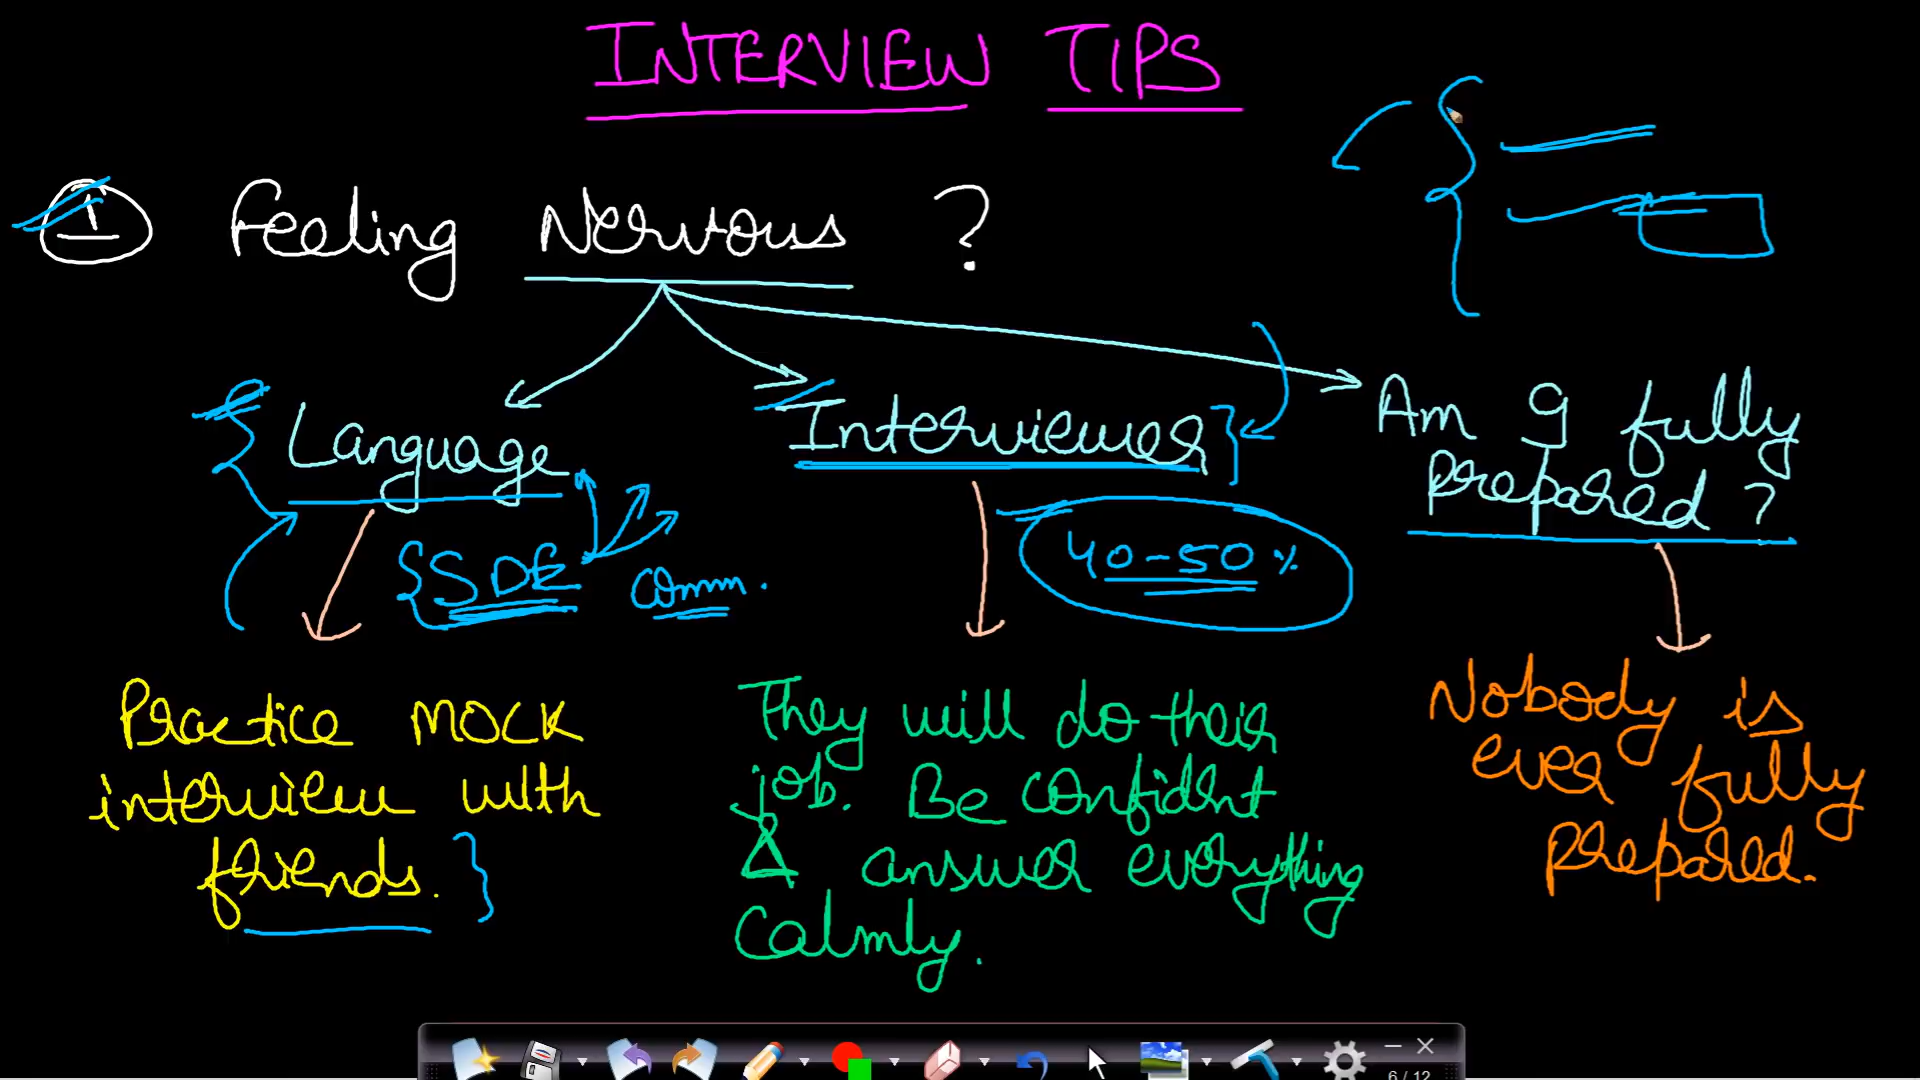 INTERVIEW TIPS
1 Feeling Nervous ?
Language
Interviewer
Am I fully
prepared ?
{SDE
comm.
40-50 %
Practice MOCK
interview with
friends.
They will do their
job. Be confident
& answer everything
Calmly.
Nobody is
ever fully
prepared.
6/12